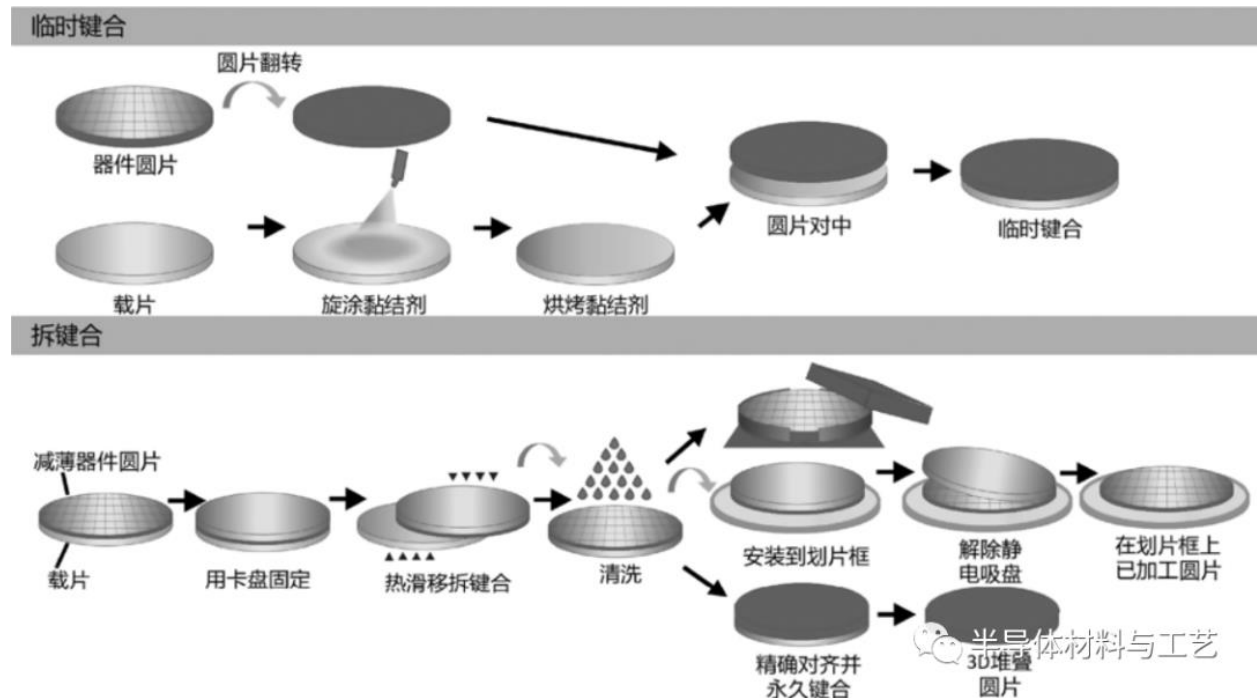 临时键合
圆片翻转
器件圆片
圆片对中
临时键合
载片
旋涂黏结剂
烘烤黏结剂
拆键合
减薄器件圆片
载片
用卡盘固定
热滑移拆键合
清洗
安装到划片框
解除静
电吸盘
在划片框上
已加工圆片
精确对齐并
永久键合
3D堆叠
圆片
半导体材料与工艺